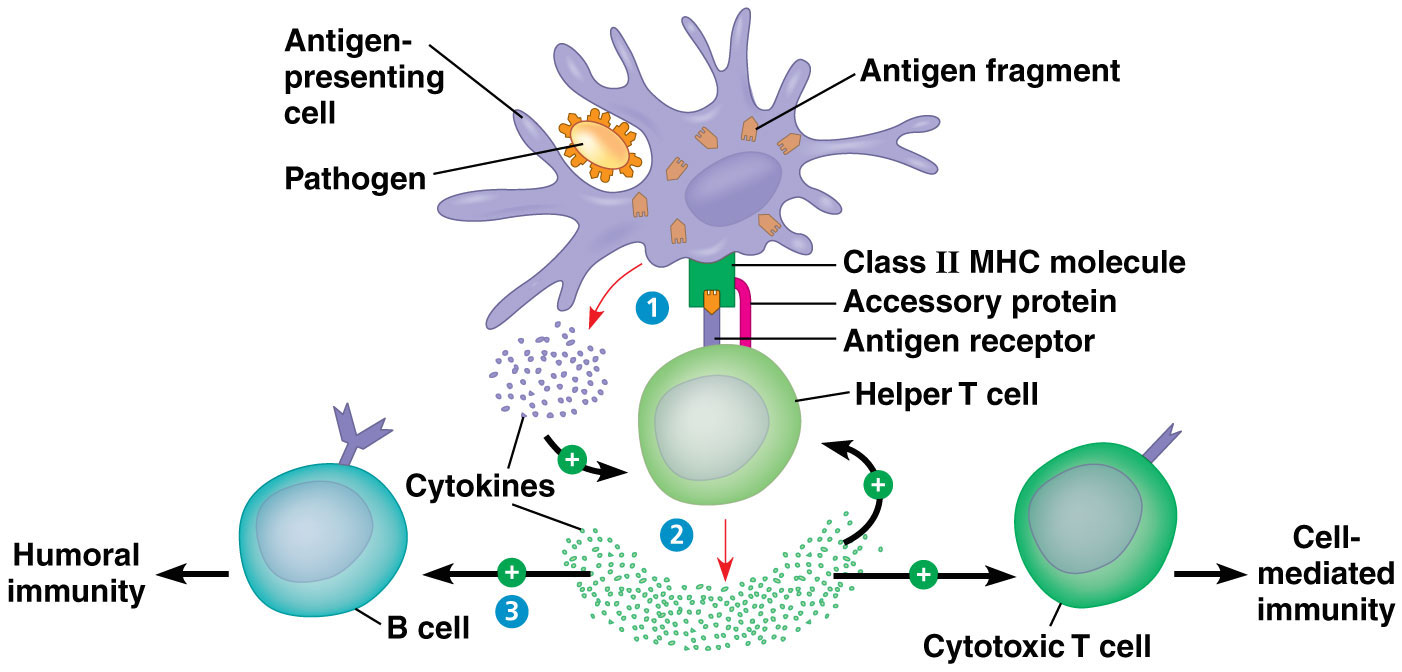 Antigen-
presenting
cell
Antigen fragment
Pathogen
Class II MHC molecule
Accessory protein
Antigen receptor
1
Helper T cell
+
+
Cytokines
2
Humoral
immunity
+
3
B cell
+
Cytotoxic T cell
Cell-
mediated
immunity